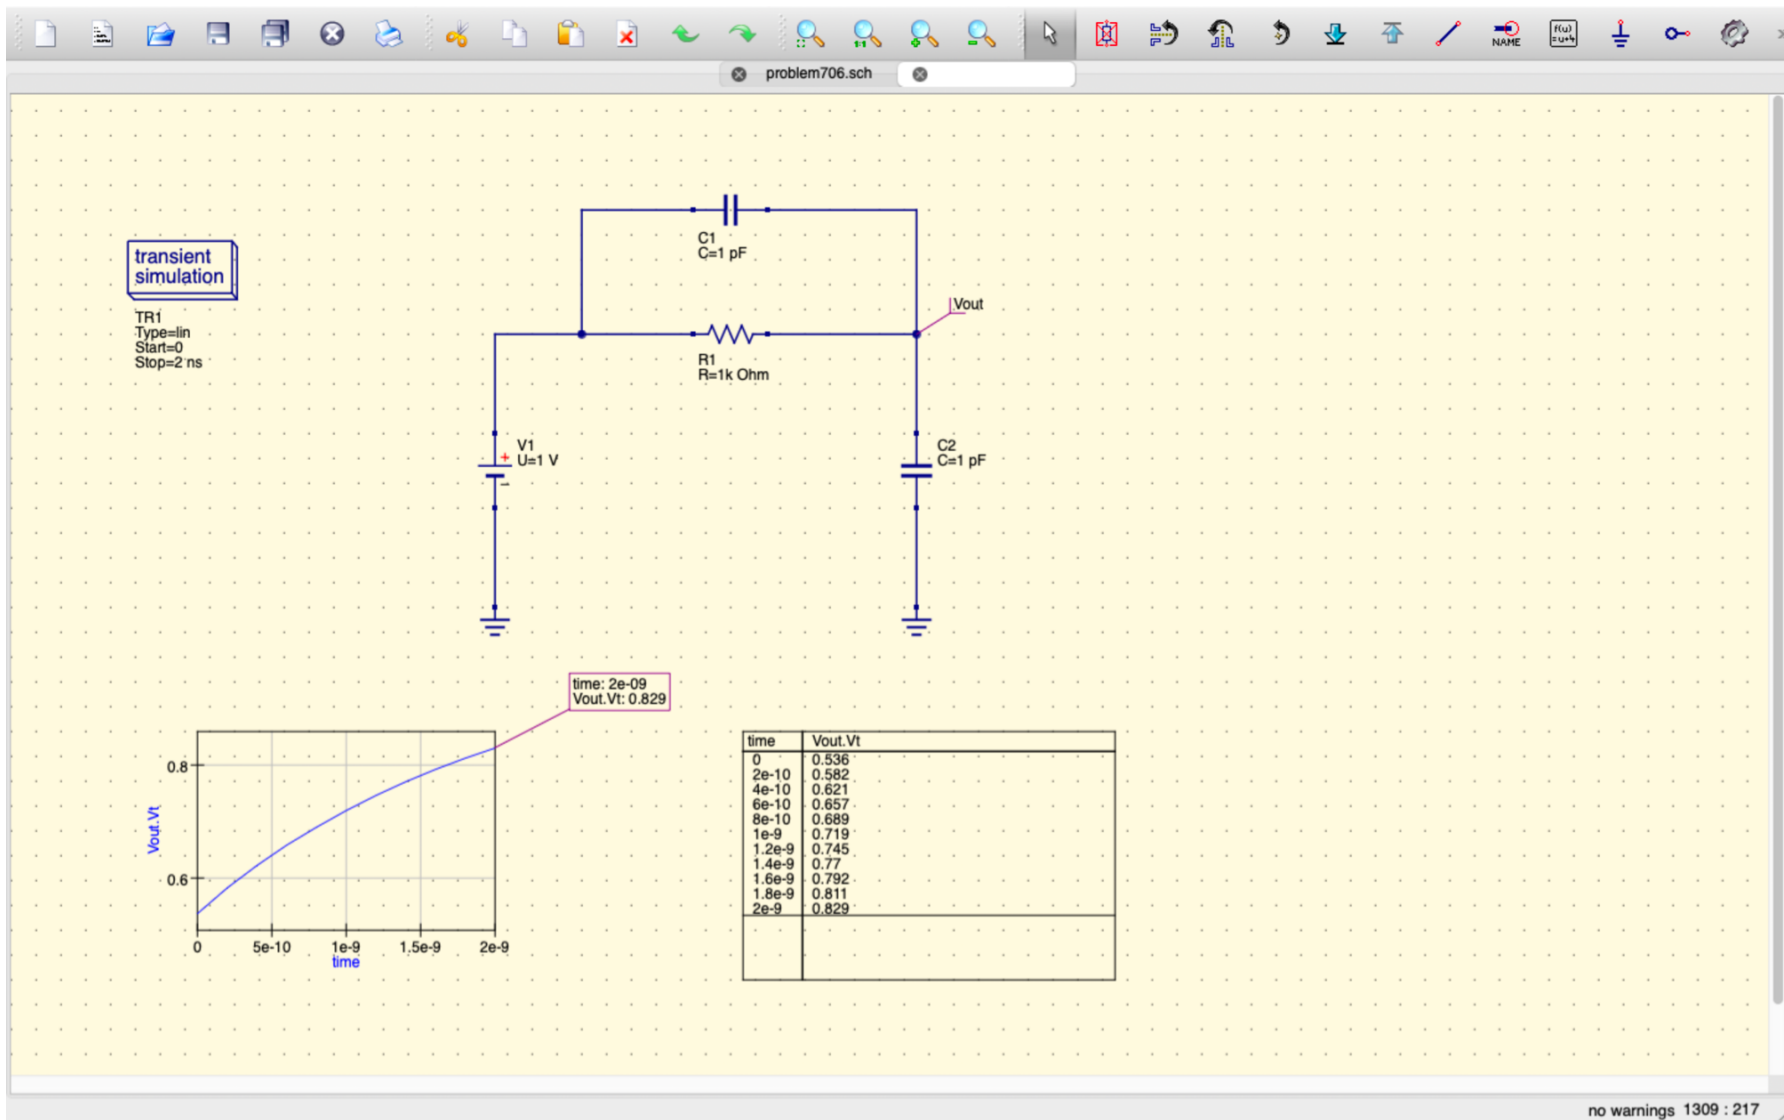 NAME
f(u)
=u+4
1:1
problem706.sch
transient
simulation
TR1
Type=lin
Start=0
Stop=2 ns
C1
C=1 pF
Vout
R1
R=1k Ohm
V1
U=1 V
+
−
C2
C=1 pF
time: 2e-09
Vout.Vt: 0.829
Vout.Vt
0.8
0.6
0
5e-10
1e-9
1.5e-9
2e-9
time
time Vout.Vt
0 0.536
2e-10 0.582
4e-10 0.621
6e-10 0.657
8e-10 0.689
1e-9 0.719
1.2e-9 0.745
1.4e-9 0.77
1.6e-9 0.792
1.8e-9 0.811
2e-9 0.829
no warnings 1309 : 217